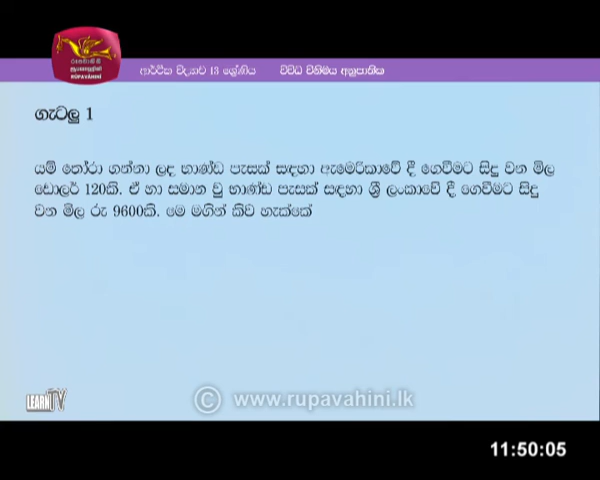 රූපවාහිනී
RUPAVAHINI
ආර්ථික විද්‍යාව 13 ශ්‍රේණිය විවිධ විනිමය අනුපාතික
ගැටලු 1
යම් තෝරා ගන්නා ලද භාණ්ඩ පැසක් සඳහා ඇමෙරිකාවේ දී ගෙවීමට සිදු වන මිල
ඩොලර් 120කි. ඒ හා සමාන වු භාණ්ඩ පැසක් සඳහා ශ්‍රී ලංකාවේ දී ගෙවීමට සිදු
වන මිල රු 9600කි. මෙ මගින් කිව හැක්කේ
LEARN TV
© www.rupavahini.lk
11:50:05